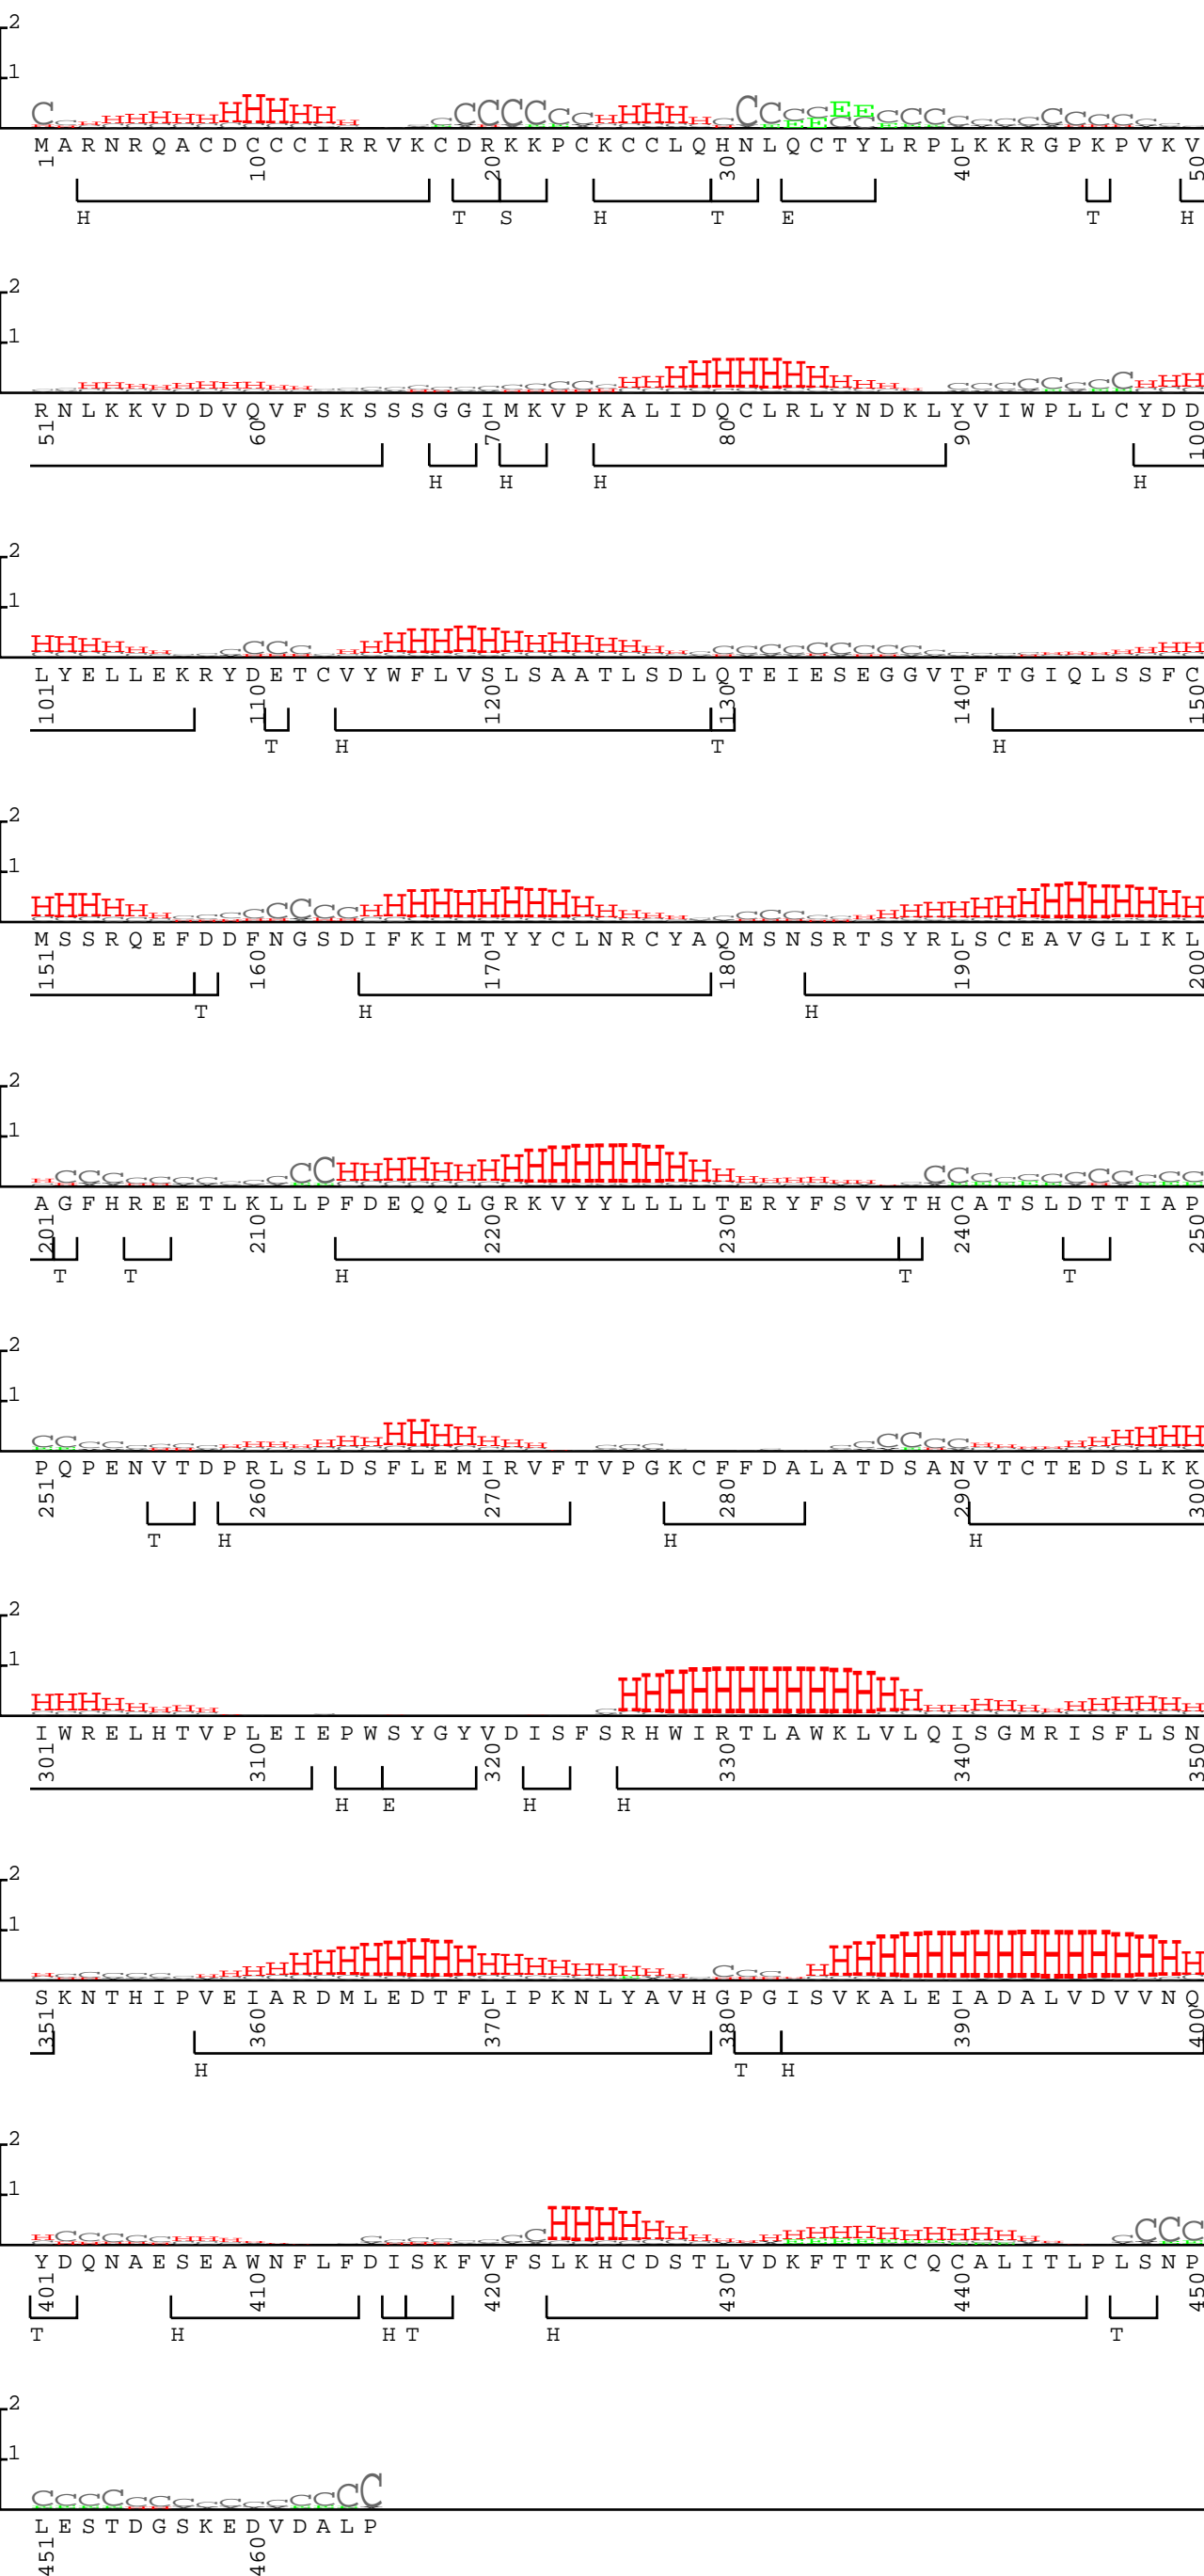 2
1
M A R N R Q A C D C C C I R R V K C D R K K P C K C C L Q H N L Q C T Y L R P L K K R G P K P V K V
1 10 20 30 40 50
H T S H T E T H
2
1
R N L K K V D D V Q V F S K S S S G G I M K V P K A L I D Q C L R L Y N D K L Y V I W P L L C Y D D
51 60 70 80 90 100
H H H H
2
1
L Y E L L E K R Y D E T C V Y W F L V S L S A A T L S D L Q T E I E S E G G V T F T G I Q L S S F C
101 110 120 130 140 150
T H T H
2
1
M S S R Q E F D D F N G S D I F K I M T Y Y C L N R C Y A Q M S N S R T S Y R L S C E A V G L I K L
151 160 170 180 190 200
T H H
2
1
A G F H R E E T L K L L P F D E Q Q L G R K V Y Y L L L L T E R Y F S V Y T H C A T S L D T T I A P
201 210 220 230 240 250
T T H T T
2
1
P Q P E N V T D P R L S L D S F L E M I R V F T V P G K C F F D A L A T D S A N V T C T E D S L K K
251 260 270 280 290 300
T H H H
2
1
I W R E L H T V P L E I E P W S Y G Y V D I S F S R H W I R T L A W K L V L Q I S G M R I S F L S N
301 310 320 330 340 350
H E H H
2
1
S K N T H I P V E I A R D M L E D T F L I P K N L Y A V H G P G I S V K A L E I A D A L V D V V N Q
351 360 370 380 390 400
H T H
2
1
Y D Q N A E S E A W N F L F D I S K F V F S L K H C D S T L V D K F T T K C Q C A L I T L P L S N P
401 410 420 430 440 450
T H H T H T
2
1
L E S T D G S K E D V D A L P
451 460